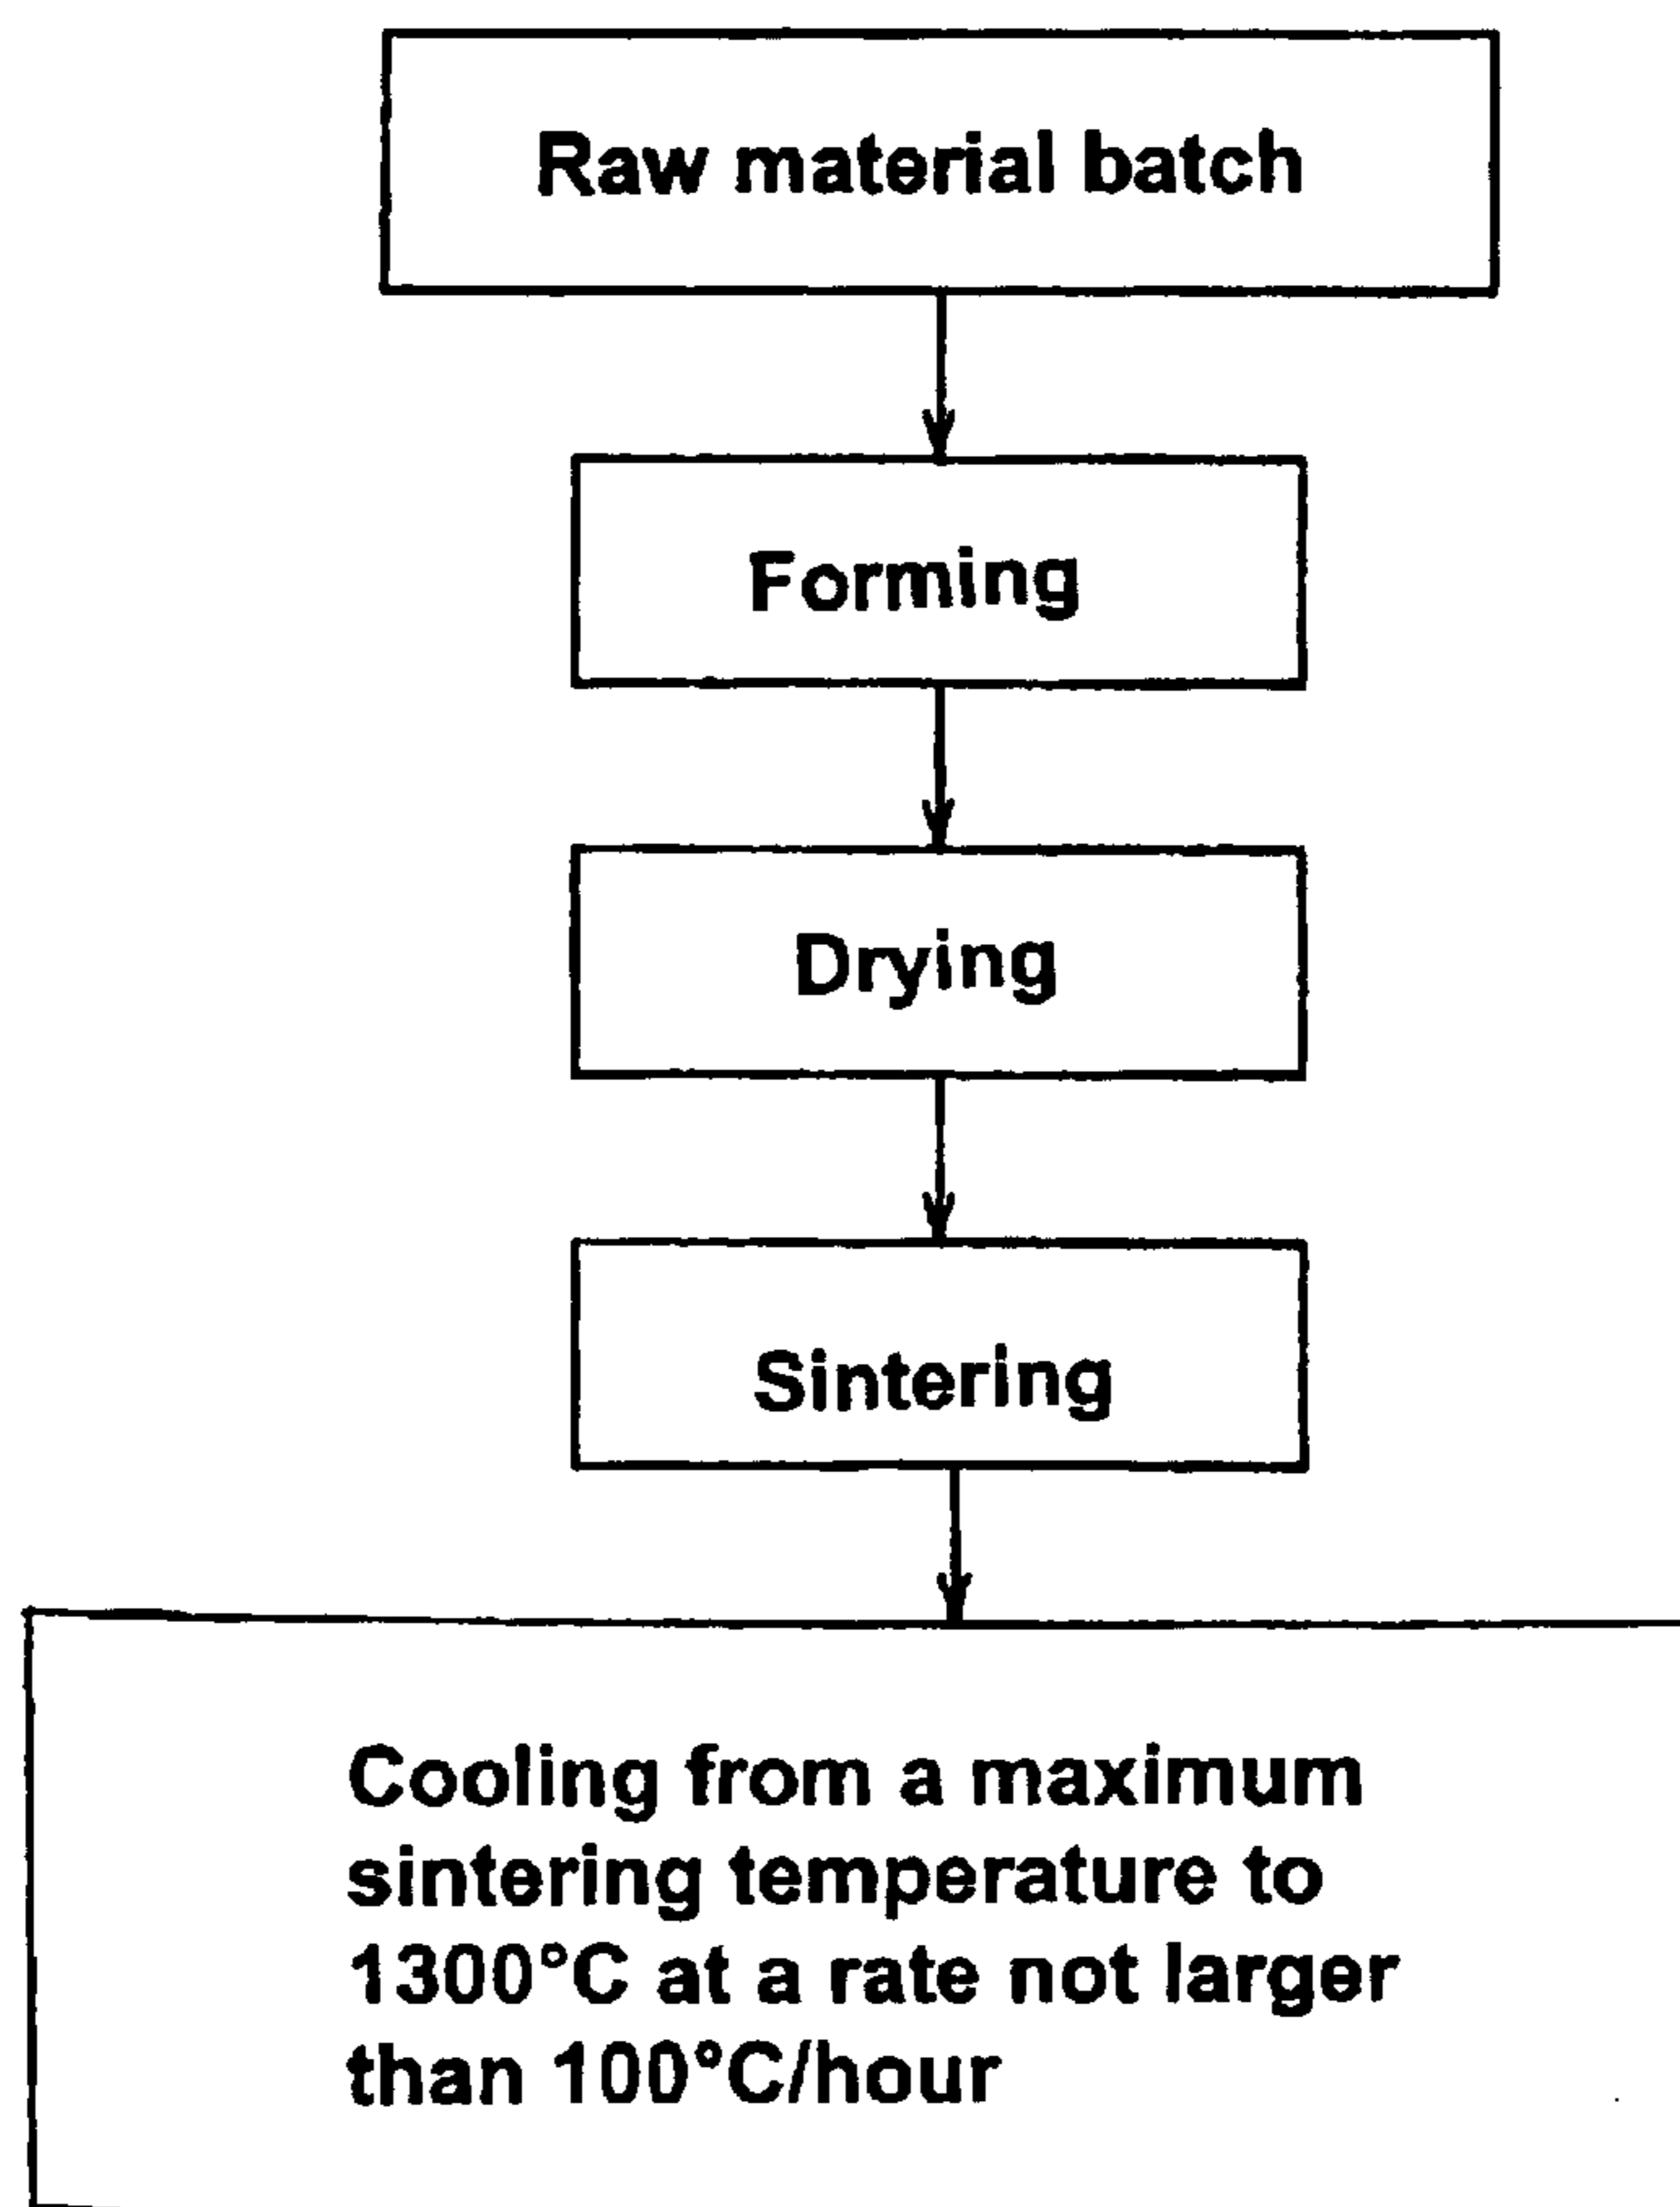 Raw material batch
Forming
Drying
Sintering
Cooling from a maximum
sintering temperature to
1300°C at a rate not larger
than 100°C/hour